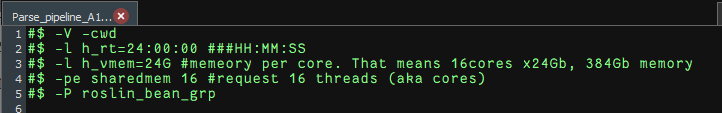 Parse_pipeline_A1...
1 #$ -V -cwd
2 #$ -l h_rt=24:00:00 ###HH:MM:SS
3 #$ -l h_vmem=24G #memeory per core. That means 16cores x24Gb, 384Gb memory
4 #$ -pe sharedmem 16 #request 16 threads (aka cores)
5 #$ -P roslin_bean_grp
6